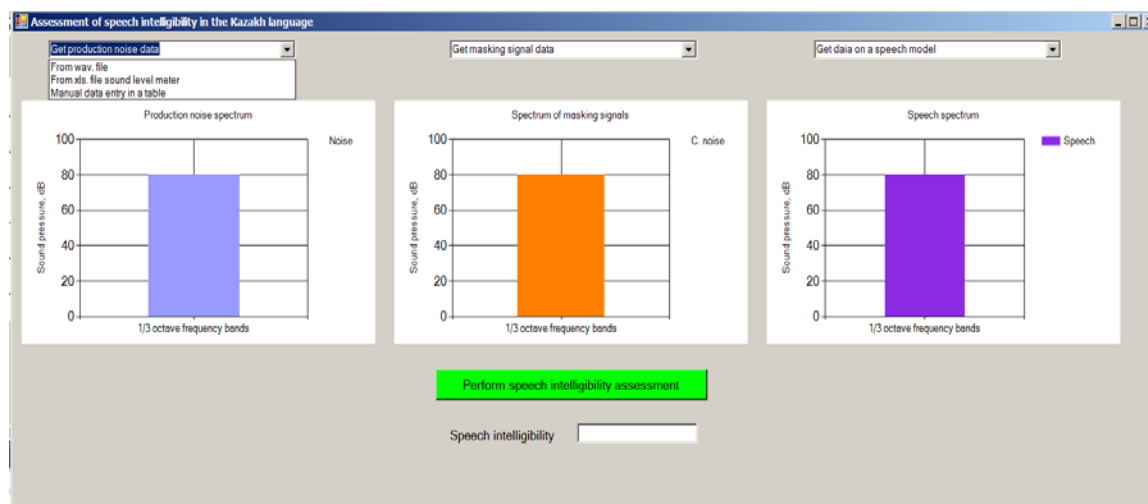 Assessment of speech intelligibility in the Kazakh language
Get production noise data
From wav. file
From xls. file sound level meter
Manual data entry in a table
Get masking signal data
Get daia on a speech model
Production noise spectrum
Noise
Sound pressure, dB
100
80
60
40
20
0
1/3 octave frequency bands
Spectrum of masking signals
C. noise
Sound pressure, dB
100
80
60
40
20
0
1/3 octave frequency bands
Speech spectrum
Speech
Sound pressure, dB
100
80
60
40
20
0
1/3 octave frequency bands
Perform speech intelligibility assessment
Speech intelligibility